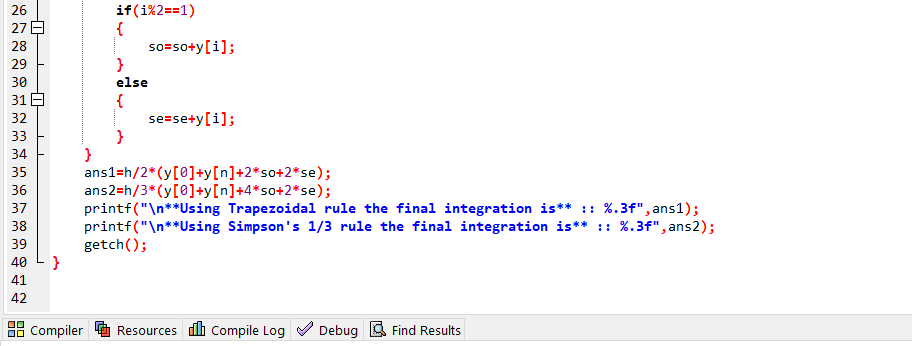 26 if(i%2==1)
27 {
28 so=so+y[i];
29 }
30 else
31 {
32 se=se+y[i];
33 }
34 }
35 ans1=h/2*(y[0]+y[n]+2*so+2*se);
36 ans2=h/3*(y[0]+y[n]+4*so+2*se);
37 printf("\n**Using Trapezoidal rule the final integration is** :: %.3f",ans1);
38 printf("\n**Using Simpson's 1/3 rule the final integration is** :: %.3f",ans2);
39 getch();
40 }
41
42
Compiler Resources Compile Log Debug Find Results